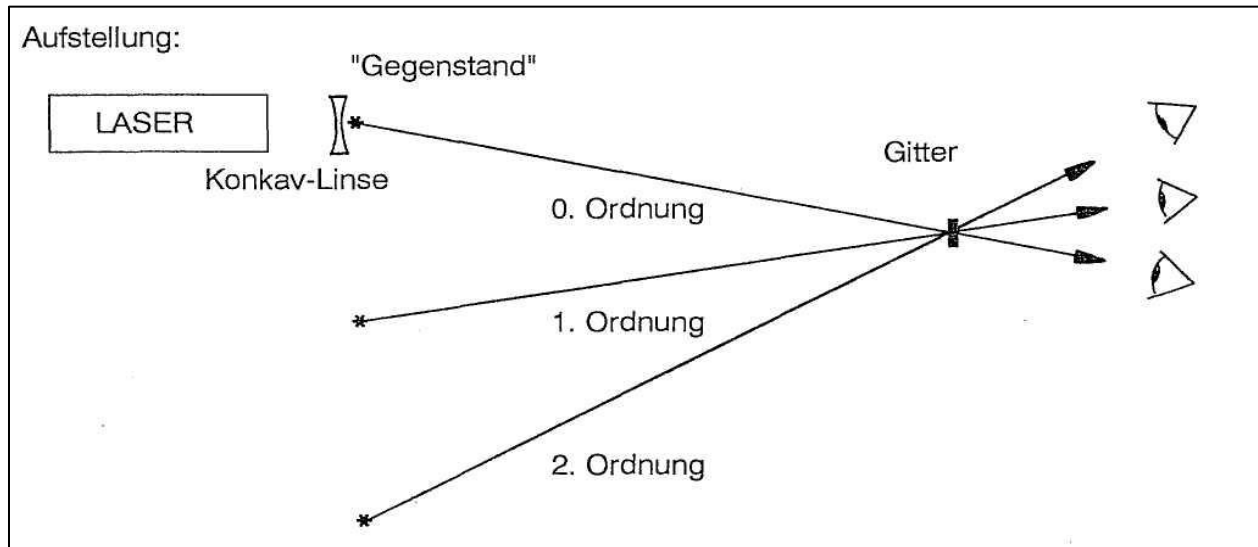 Aufstellung:
"Gegenstand"
LASER
Konkav-Linse
Gitter
0. Ordnung
1. Ordnung
2. Ordnung